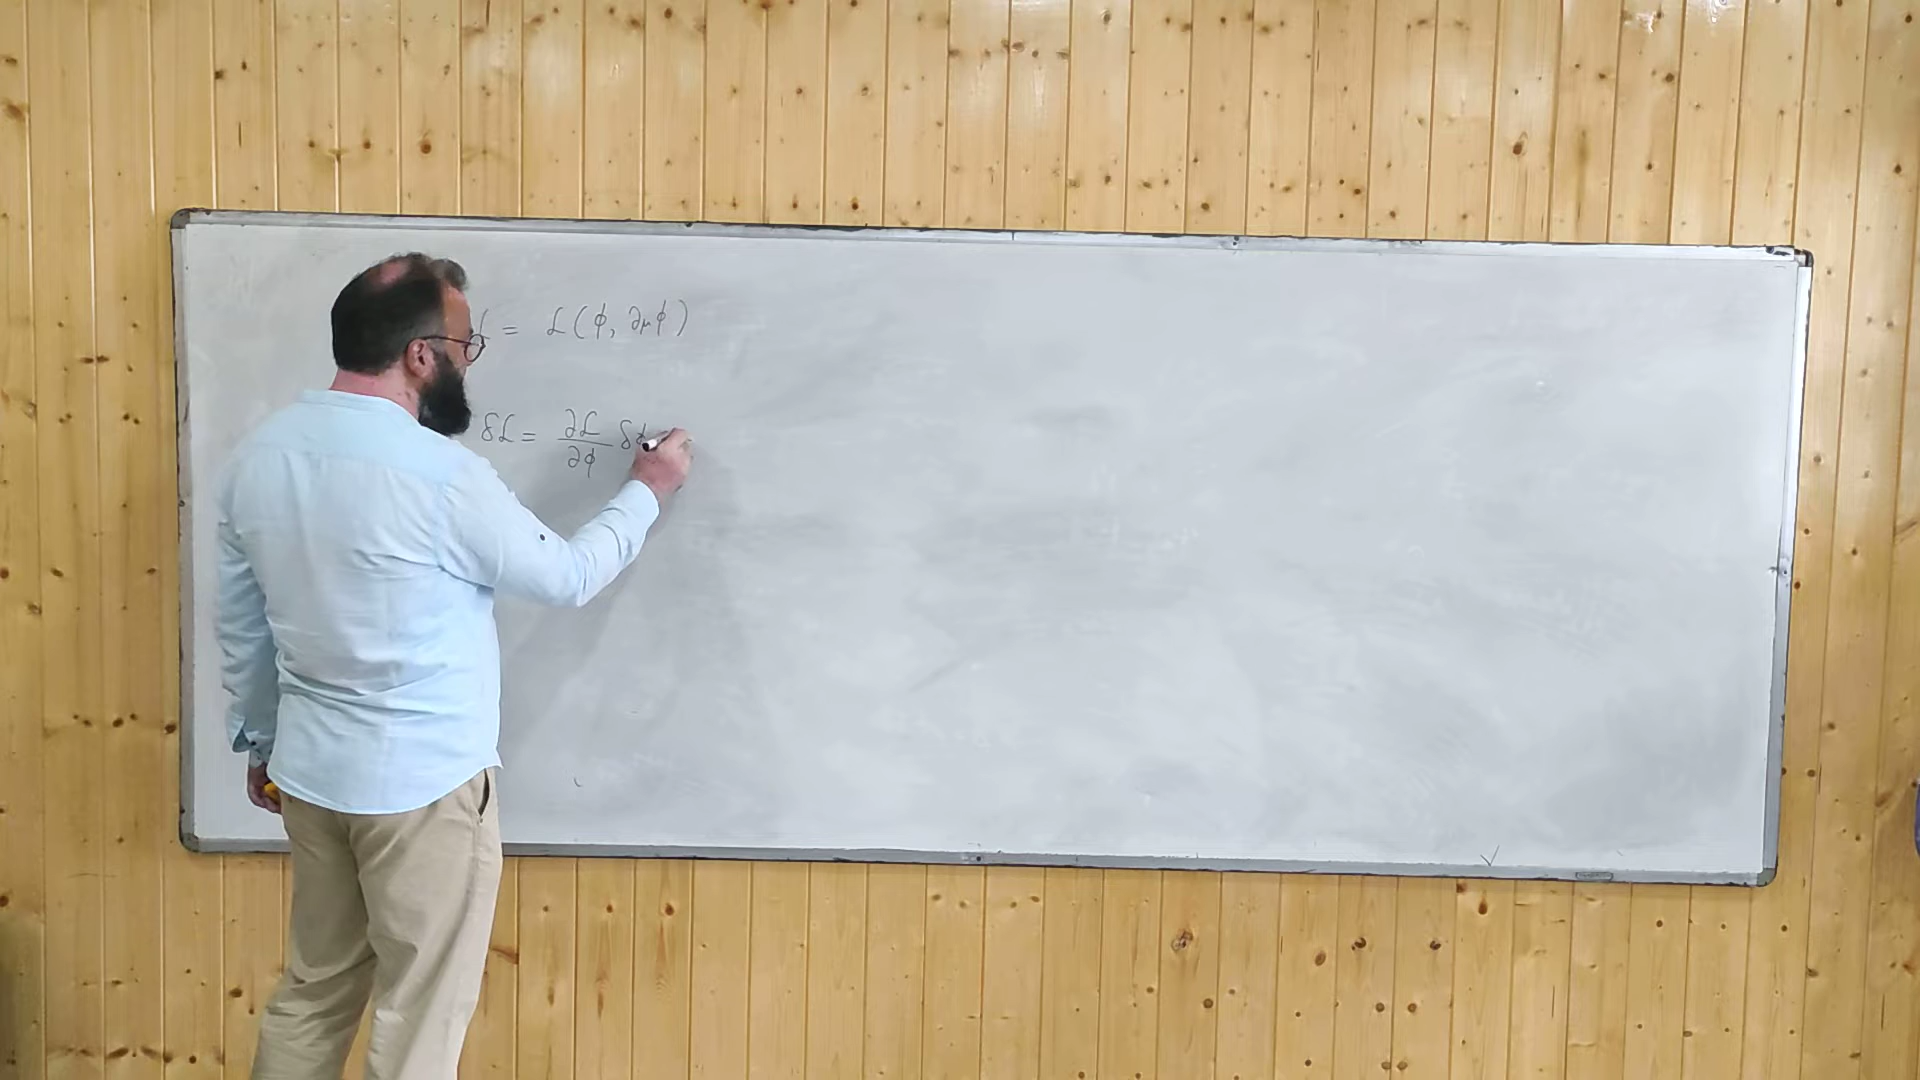 ℒ = ℒ(ϕ, ∂μϕ)
δℒ = ∂ℒ/∂ϕ δϕ